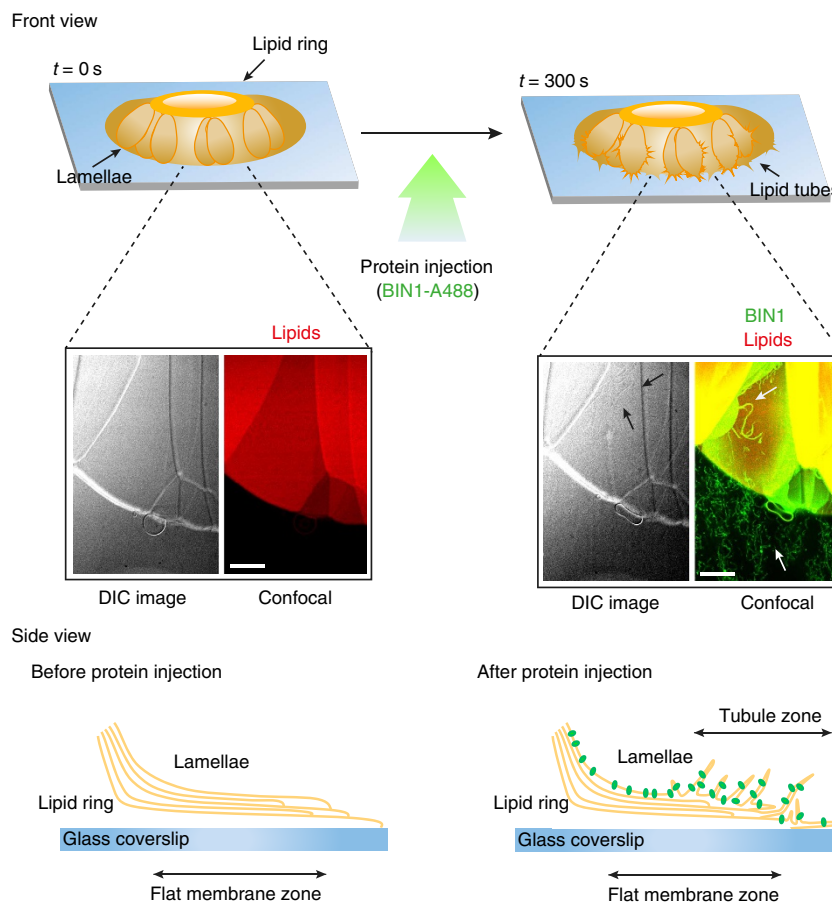 Front view
Lipid ring
t = 0 s
t = 300 s
Lamellae
Lipid tubes
Protein injection
(BIN1-A488)
Lipids
BIN1
Lipids
DIC image
Confocal
DIC image
Confocal
Side view
Before protein injection
After protein injection
Tubule zone
Lamellae
Lamellae
Lipid ring
Lipid ring
Glass coverslip
Glass coverslip
Flat membrane zone
Flat membrane zone